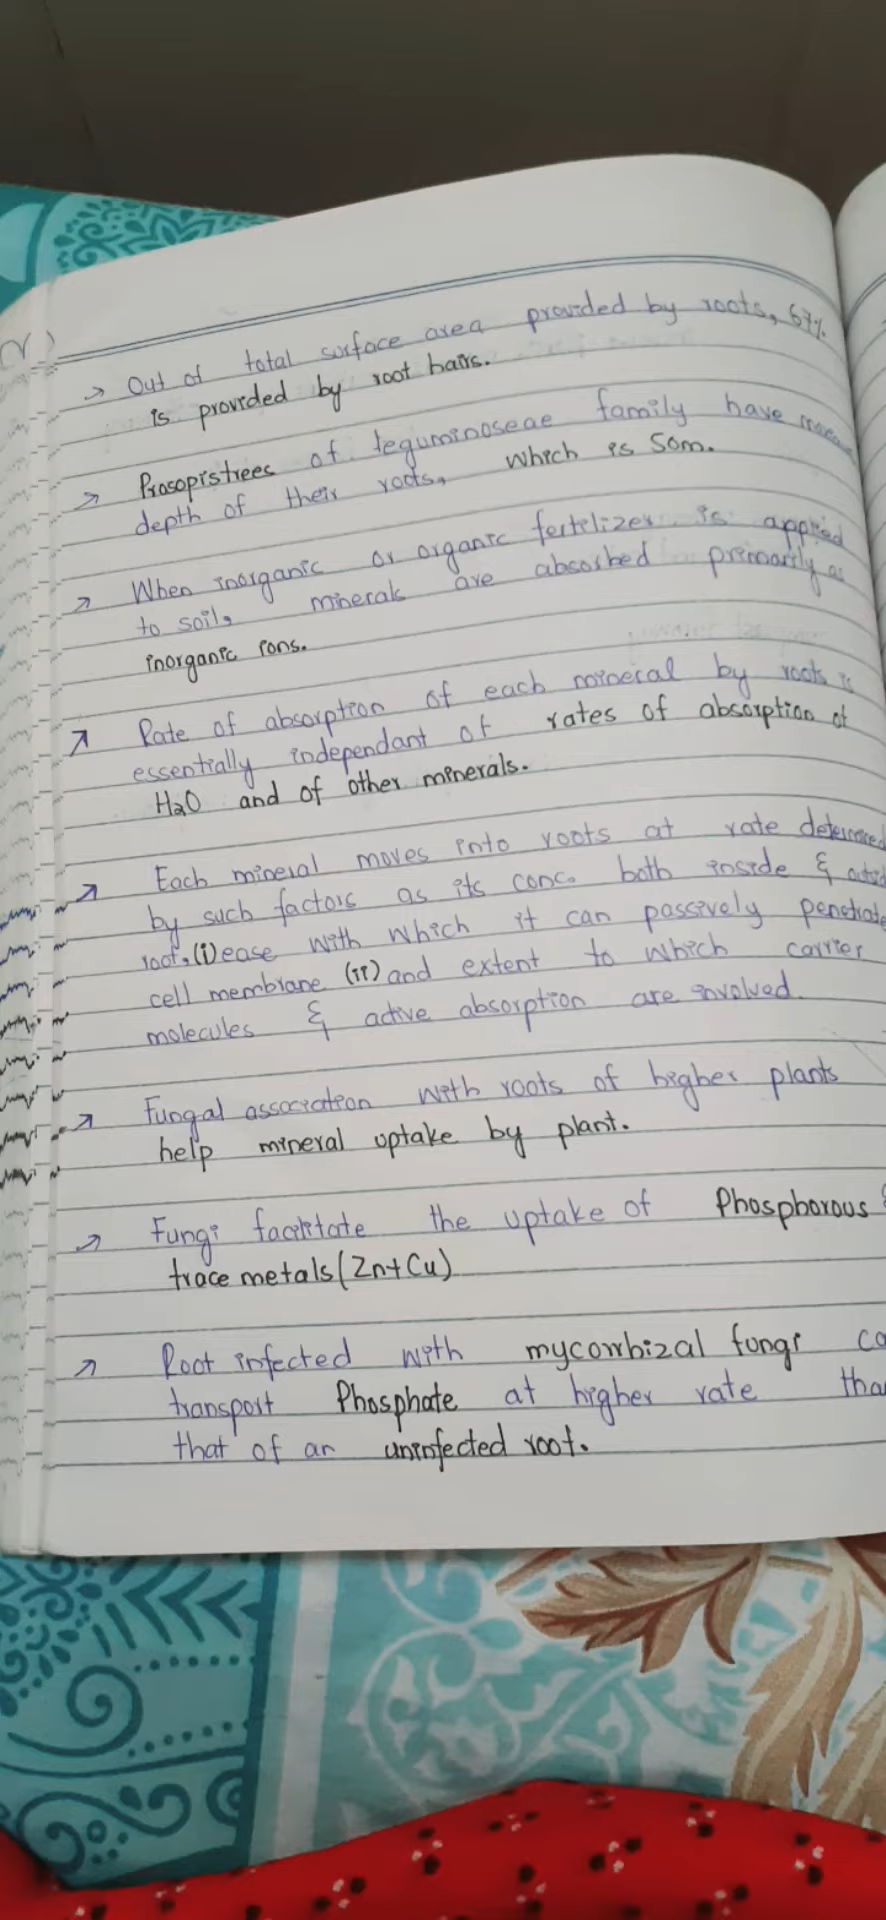 → Out of total surface area provided by roots, 67%
is provided by root hairs.
→ Prosopistrees of leguminoseae family have
depth of their roots, which is 50m.
→ When inorganic or organic fertilizer is applied
to soil, minerals are absorbed primarily as
inorganic ions.
→ Rate of absorption of each mineral by roots is
essentially independant of rates of absorption of
H2O and of other minerals.
→ Each mineral moves into roots at rate determined
by such factors as its conc. both inside & outside
root, (i) ease with which it can passively penetrate
cell membrane (ii) and extent to which carrier
molecules & active absorption are involved.
→ Fungal association with roots of higher plants
help mineral uptake by plant.
→ Fungi facilitate the uptake of Phosphorous &
trace metals (Zn+Cu)
→ Root infected with mycorrhizal fungi ca
transport Phosphate at higher rate tha
that of an uninfected root.